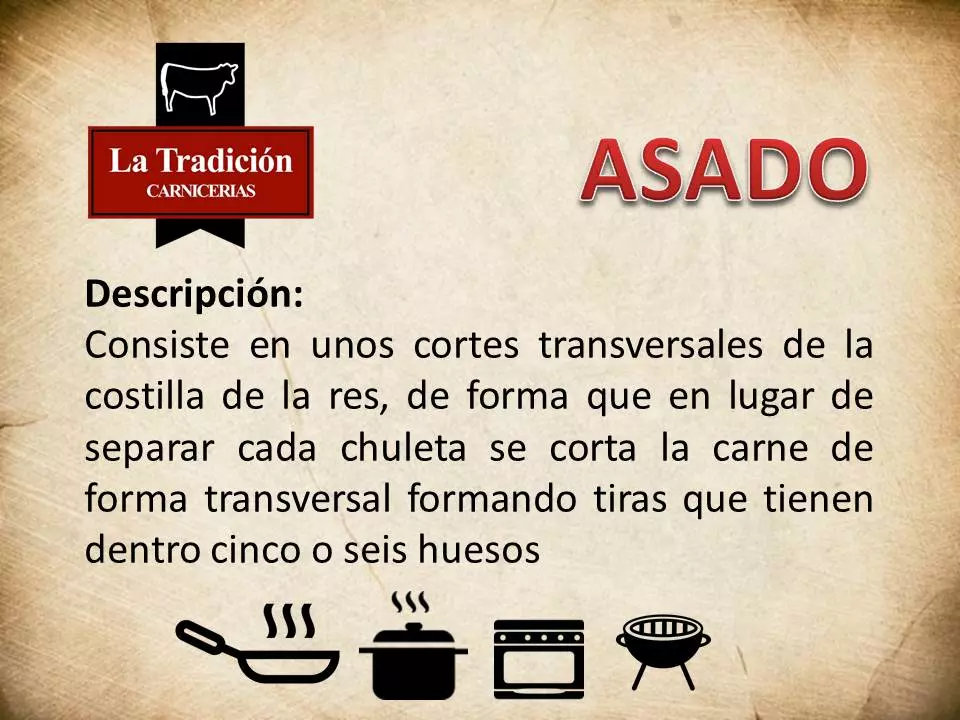 La Tradición
CARNICERIAS
ASADO
Descripción:
Consiste en unos cortes transversales de la
costilla de la res, de forma que en lugar de
separar cada chuleta se corta la carne de
forma transversal formando tiras que tienen
dentro cinco o seis huesos